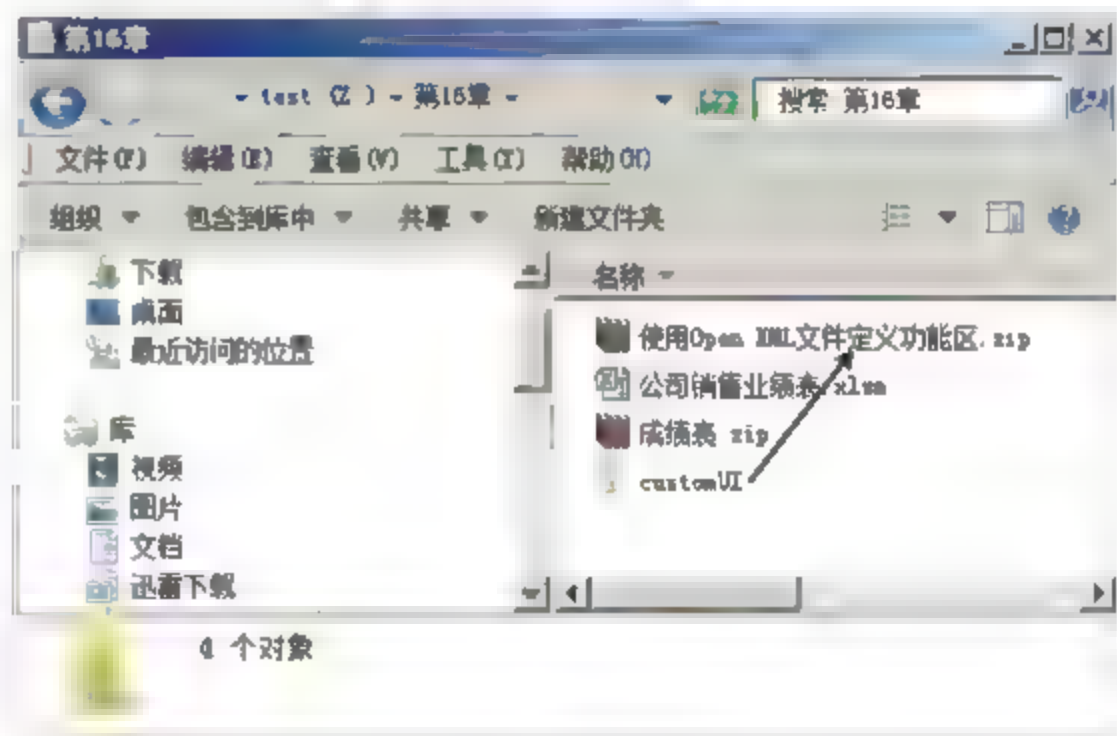 第16章
test (Z:) - 第16章 -
搜索 第16章
文件(F) 编辑(E) 查看(V) 工具(T) 帮助(H)
组织 包含到库中 共享 新建文件夹
下载
桌面
最近访问的位置
库
视频
图片
文档
迅雷下载
名称
使用Open XML文件定义功能区.zip
公司销售业绩表.xlsm
成绩表.zip
customUI
4 个对象